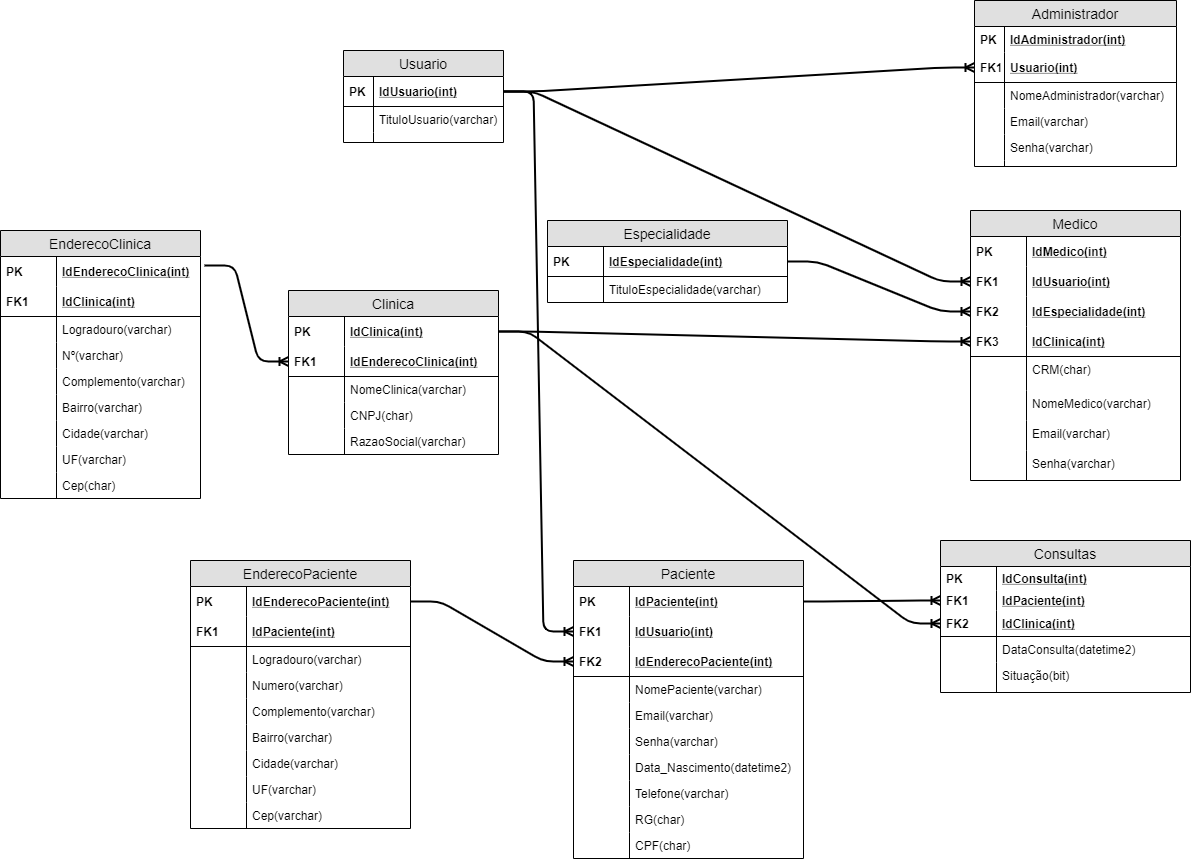 Administrador
PK IdAdministrador(int)
FK1 Usuario(int)
NomeAdministrador(varchar)
Email(varchar)
Senha(varchar)
Usuario
PK IdUsuario(int)
TituloUsuario(varchar)
Especialidade
PK IdEspecialidade(int)
TituloEspecialidade(varchar)
Medico
PK IdMedico(int)
FK1 IdUsuario(int)
FK2 IdEspecialidade(int)
FK3 IdClinica(int)
CRM(char)
NomeMedico(varchar)
Email(varchar)
Senha(varchar)
EnderecoClinica
PK IdEnderecoClinica(int)
FK1 IdClinica(int)
Logradouro(varchar)
Nº(varchar)
Complemento(varchar)
Bairro(varchar)
Cidade(varchar)
UF(varchar)
Cep(char)
Clinica
PK IdClinica(int)
FK1 IdEnderecoClinica(int)
NomeClinica(varchar)
CNPJ(char)
RazaoSocial(varchar)
EnderecoPaciente
PK IdEnderecoPaciente(int)
FK1 IdPaciente(int)
Logradouro(varchar)
Numero(varchar)
Complemento(varchar)
Bairro(varchar)
Cidade(varchar)
UF(varchar)
Cep(varchar)
Paciente
PK IdPaciente(int)
FK1 IdUsuario(int)
FK2 IdEnderecoPaciente(int)
NomePaciente(varchar)
Email(varchar)
Senha(varchar)
Data_Nascimento(datetime2)
Telefone(varchar)
RG(char)
CPF(char)
Consultas
PK IdConsulta(int)
FK1 IdPaciente(int)
FK2 IdClinica(int)
DataConsulta(datetime2)
Situação(bit)